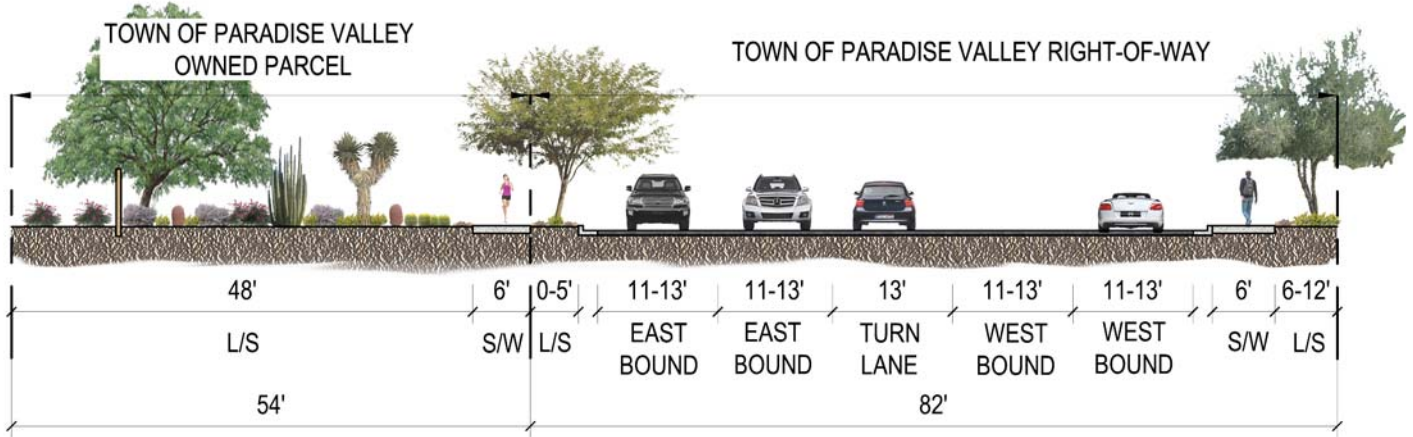 TOWN OF PARADISE VALLEY
OWNED PARCEL
TOWN OF PARADISE VALLEY RIGHT-OF-WAY
48' 6' 0-5' 11-13' 11-13' 13' 11-13' 11-13' 6' 6-12'
L/S S/W L/S EAST BOUND EAST BOUND TURN LANE WEST BOUND WEST BOUND S/W L/S
54' 82'